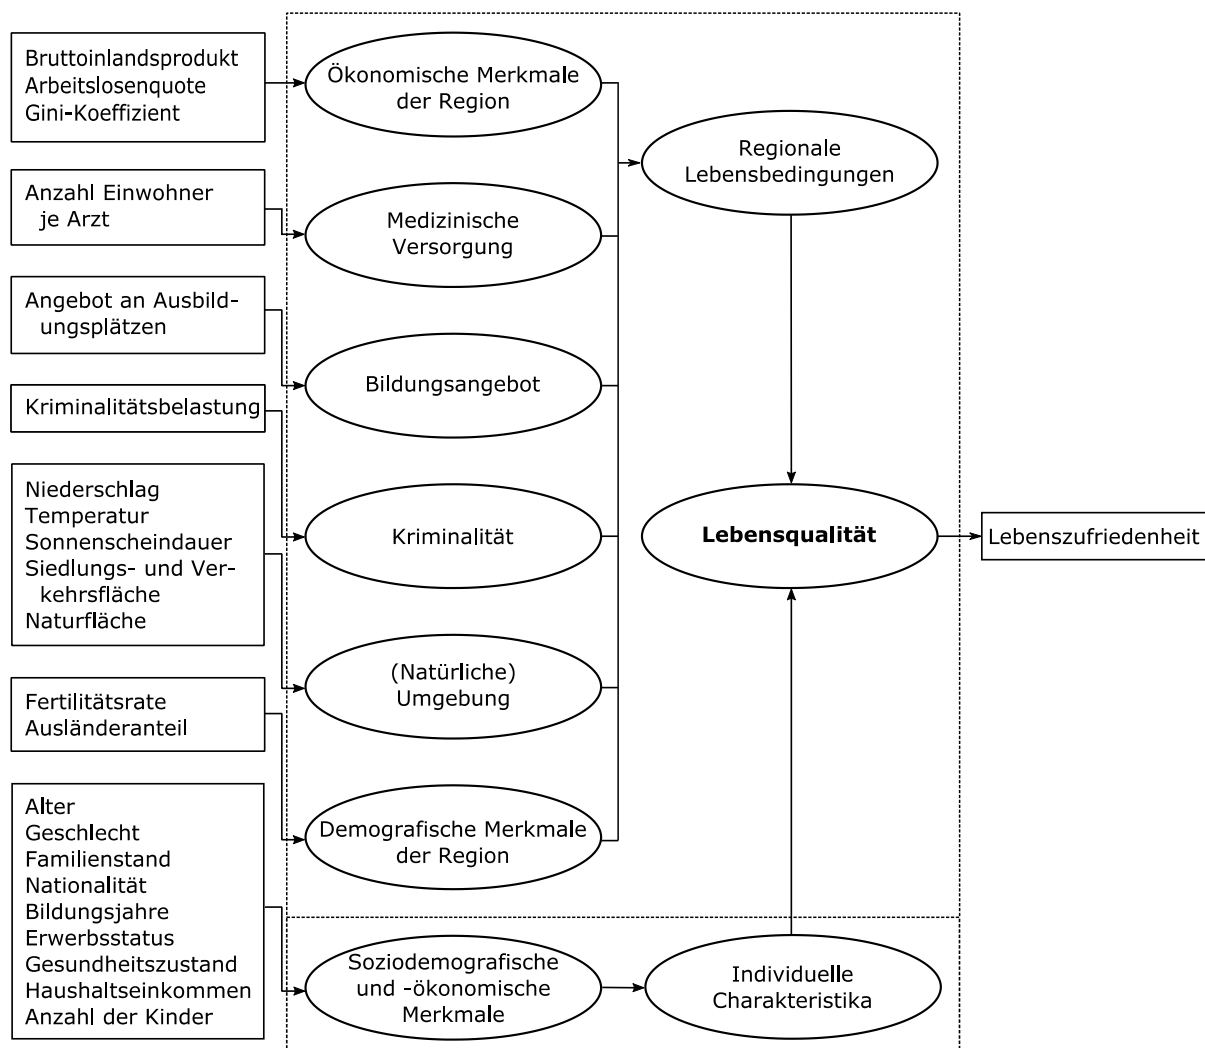 Bruttoinlandsprodukt
Arbeitslosenquote
Gini-Koeffizient
Ökonomische Merkmale
der Region
Regionale
Lebensbedingungen
Anzahl Einwohner
je Arzt
Medizinische
Versorgung
Angebot an Ausbild-
ungsplätzen
Bildungsangebot
Kriminalitätsbelastung
Kriminalität
Lebensqualität
Lebenszufriedenheit
Niederschlag
Temperatur
Sonnenscheindauer
Siedlungs- und Ver-
kehrsfläche
Naturfläche
(Natürliche)
Umgebung
Fertilitätsrate
Ausländeranteil
Demografische Merkmale
der Region
Alter
Geschlecht
Familienstand
Nationalität
Bildungsjahre
Erwerbsstatus
Gesundheitszustand
Haushaltseinkommen
Anzahl der Kinder
Soziodemografische
und -ökonomische
Merkmale
Individuelle
Charakteristika